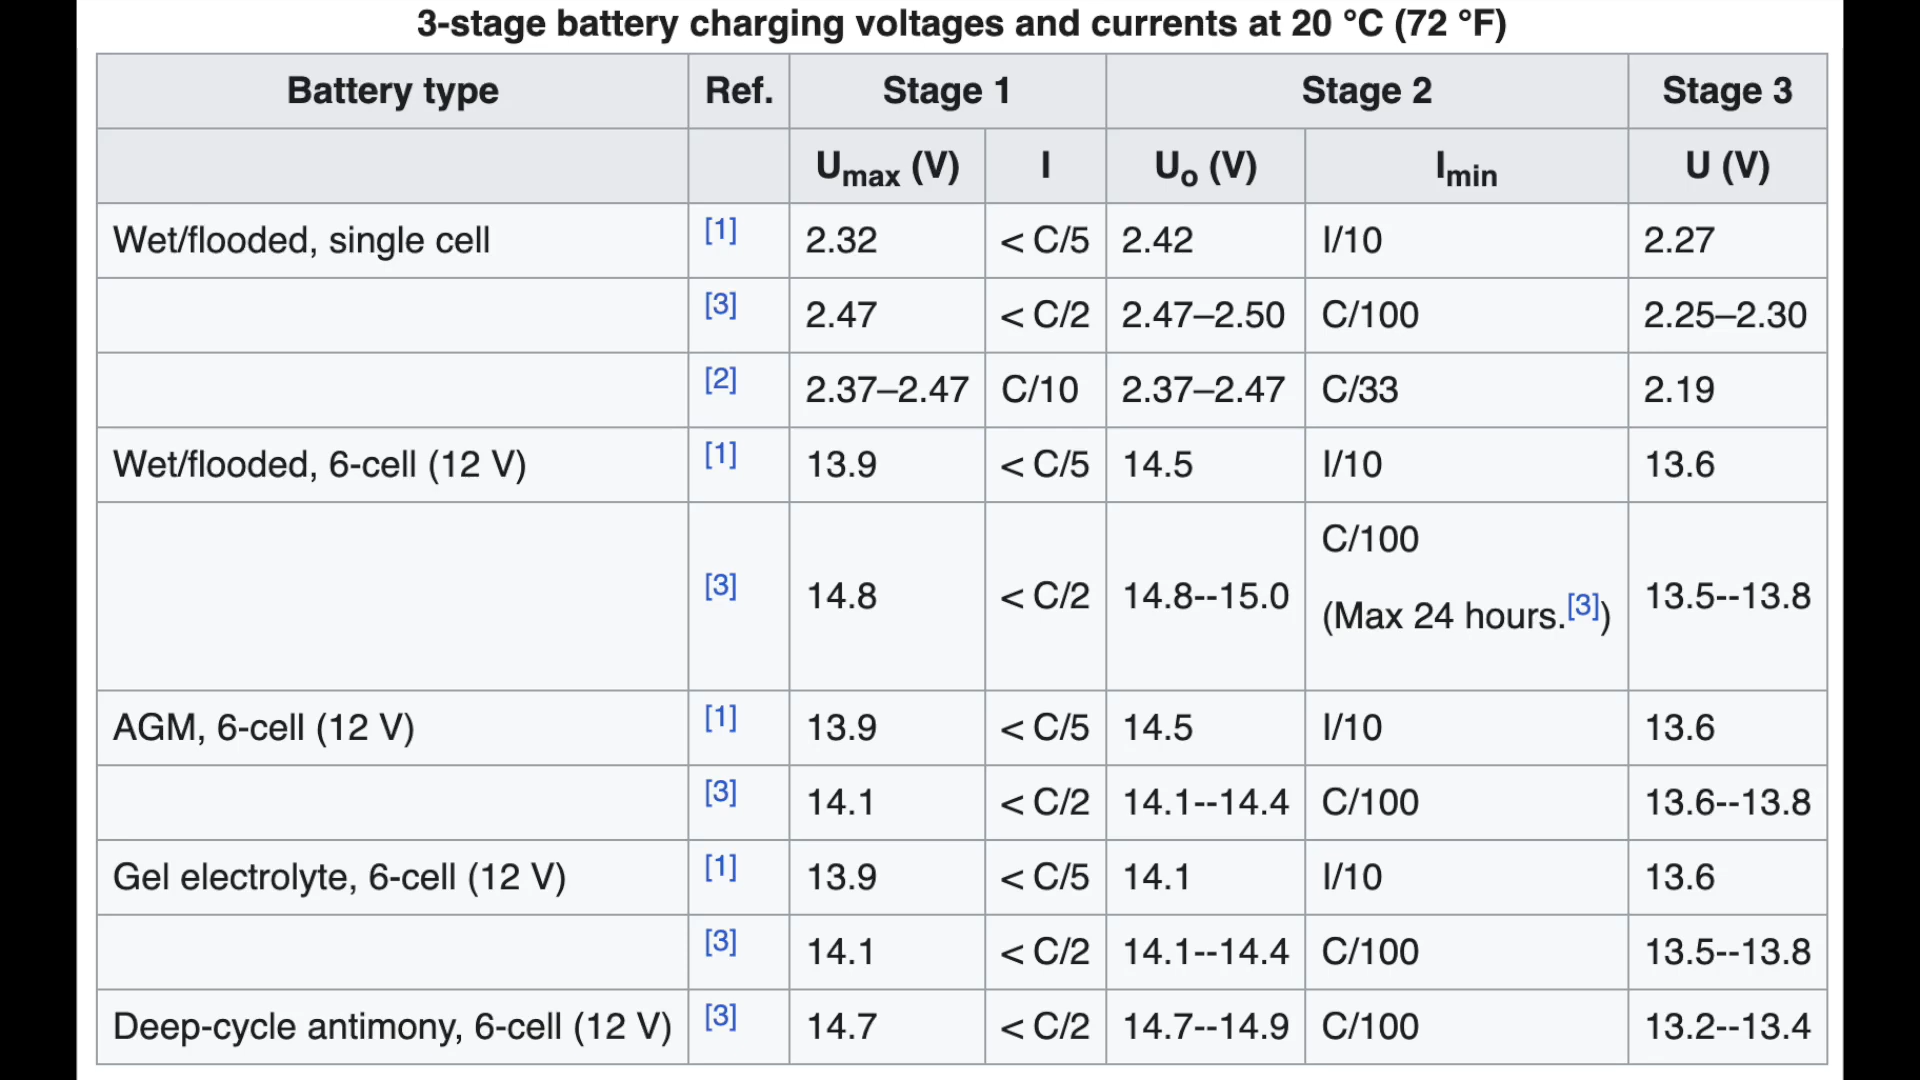 3-stage battery charging voltages and currents at 20 °C (72 °F)
Battery type Ref. Stage 1 Stage 2 Stage 3
Umax (V) I Uo (V) Imin U (V)
Wet/flooded, single cell [1] 2.32 < C/5 2.42 I/10 2.27
[3] 2.47 < C/2 2.47–2.50 C/100 2.25–2.30
[2] 2.37–2.47 C/10 2.37–2.47 C/33 2.19
Wet/flooded, 6-cell (12 V) [1] 13.9 < C/5 14.5 I/10 13.6
[3] 14.8 < C/2 14.8--15.0 C/100 (Max 24 hours.[3]) 13.5--13.8
AGM, 6-cell (12 V) [1] 13.9 < C/5 14.5 I/10 13.6
[3] 14.1 < C/2 14.1--14.4 C/100 13.6--13.8
Gel electrolyte, 6-cell (12 V) [1] 13.9 < C/5 14.1 I/10 13.6
[3] 14.1 < C/2 14.1--14.4 C/100 13.5--13.8
Deep-cycle antimony, 6-cell (12 V) [3] 14.7 < C/2 14.7--14.9 C/100 13.2--13.4